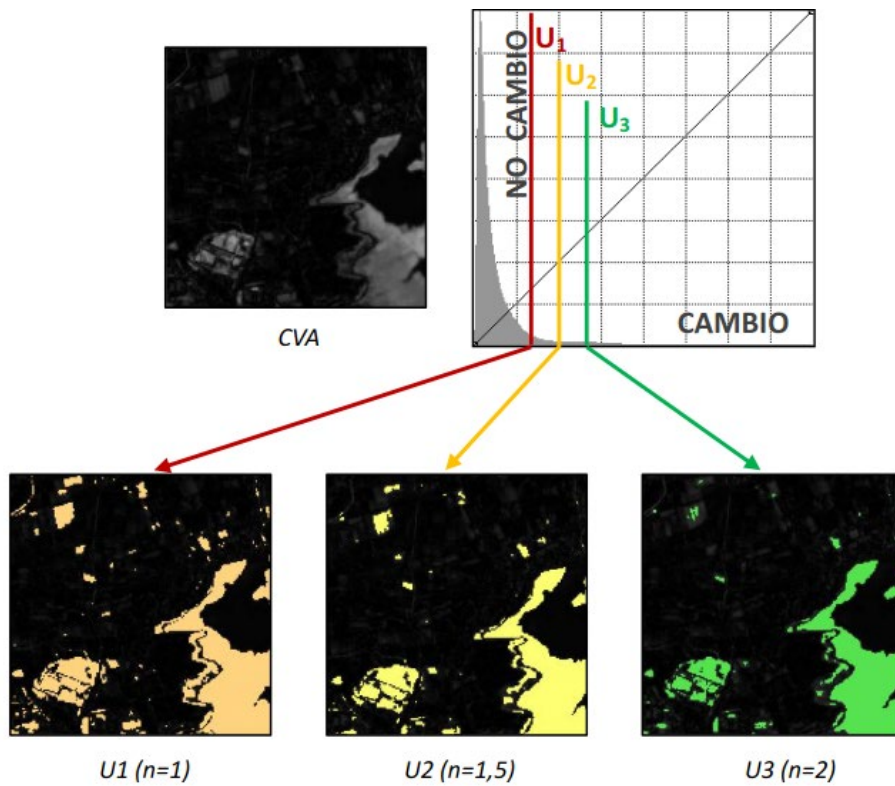 U₁
NO CAMBIO
U₂
U₃
CAMBIO
CVA
U1 (n=1)
U2 (n=1,5)
U3 (n=2)